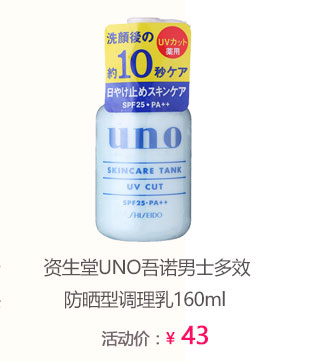 洗顔後の
UVカット
薬用
約10秒ケア
日やけ止めスキンケア
SPF25・PA++
uno
SKINCARE TANK
UV CUT
SPF25・PA++
SHISEIDO
资生堂UNO吾诺男士多效
防晒型调理乳160ml
活动价：¥ 43